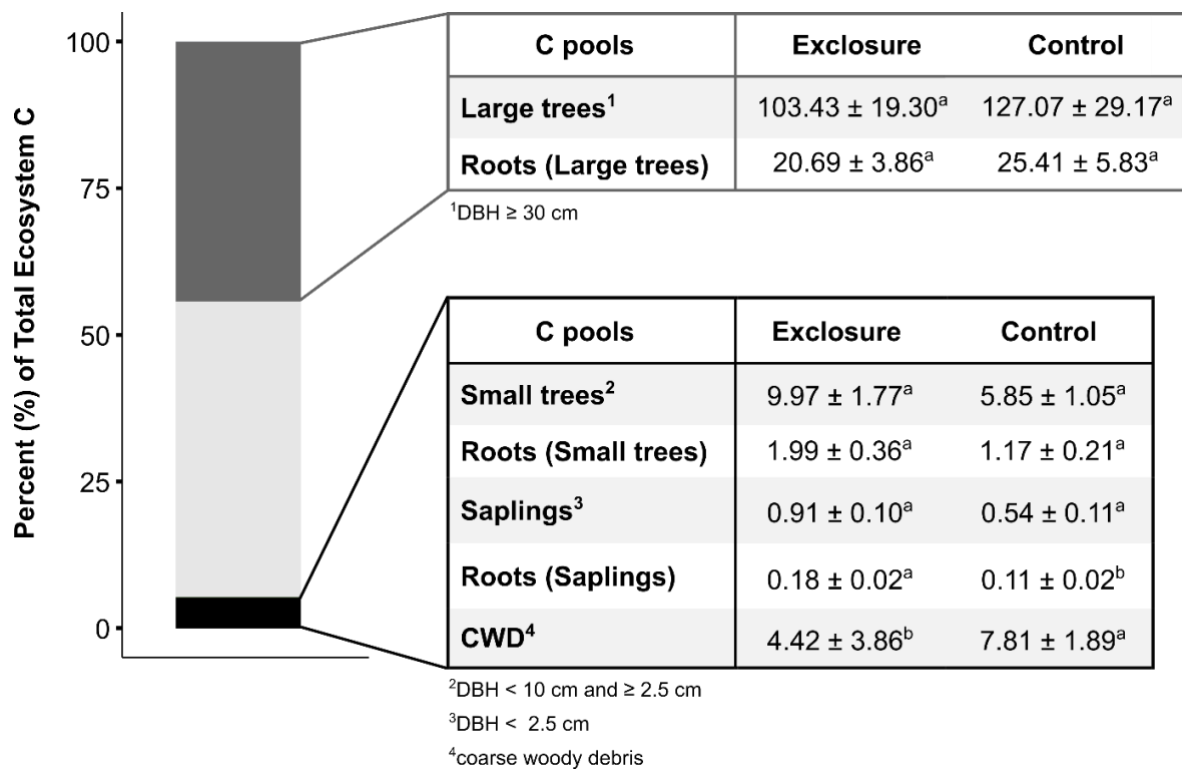 Percent (%) of Total Ecosystem C
100
75
50
25
0
C pools Exclosure Control
Large trees¹ 103.43 ± 19.30ᵃ 127.07 ± 29.17ᵃ
Roots (Large trees) 20.69 ± 3.86ᵃ 25.41 ± 5.83ᵃ
¹DBH ≥ 30 cm
C pools Exclosure Control
Small trees² 9.97 ± 1.77ᵃ 5.85 ± 1.05ᵃ
Roots (Small trees) 1.99 ± 0.36ᵃ 1.17 ± 0.21ᵃ
Saplings³ 0.91 ± 0.10ᵃ 0.54 ± 0.11ᵃ
Roots (Saplings) 0.18 ± 0.02ᵃ 0.11 ± 0.02ᵇ
CWD⁴ 4.42 ± 3.86ᵇ 7.81 ± 1.89ᵃ
²DBH < 10 cm and ≥ 2.5 cm
³DBH < 2.5 cm
⁴coarse woody debris